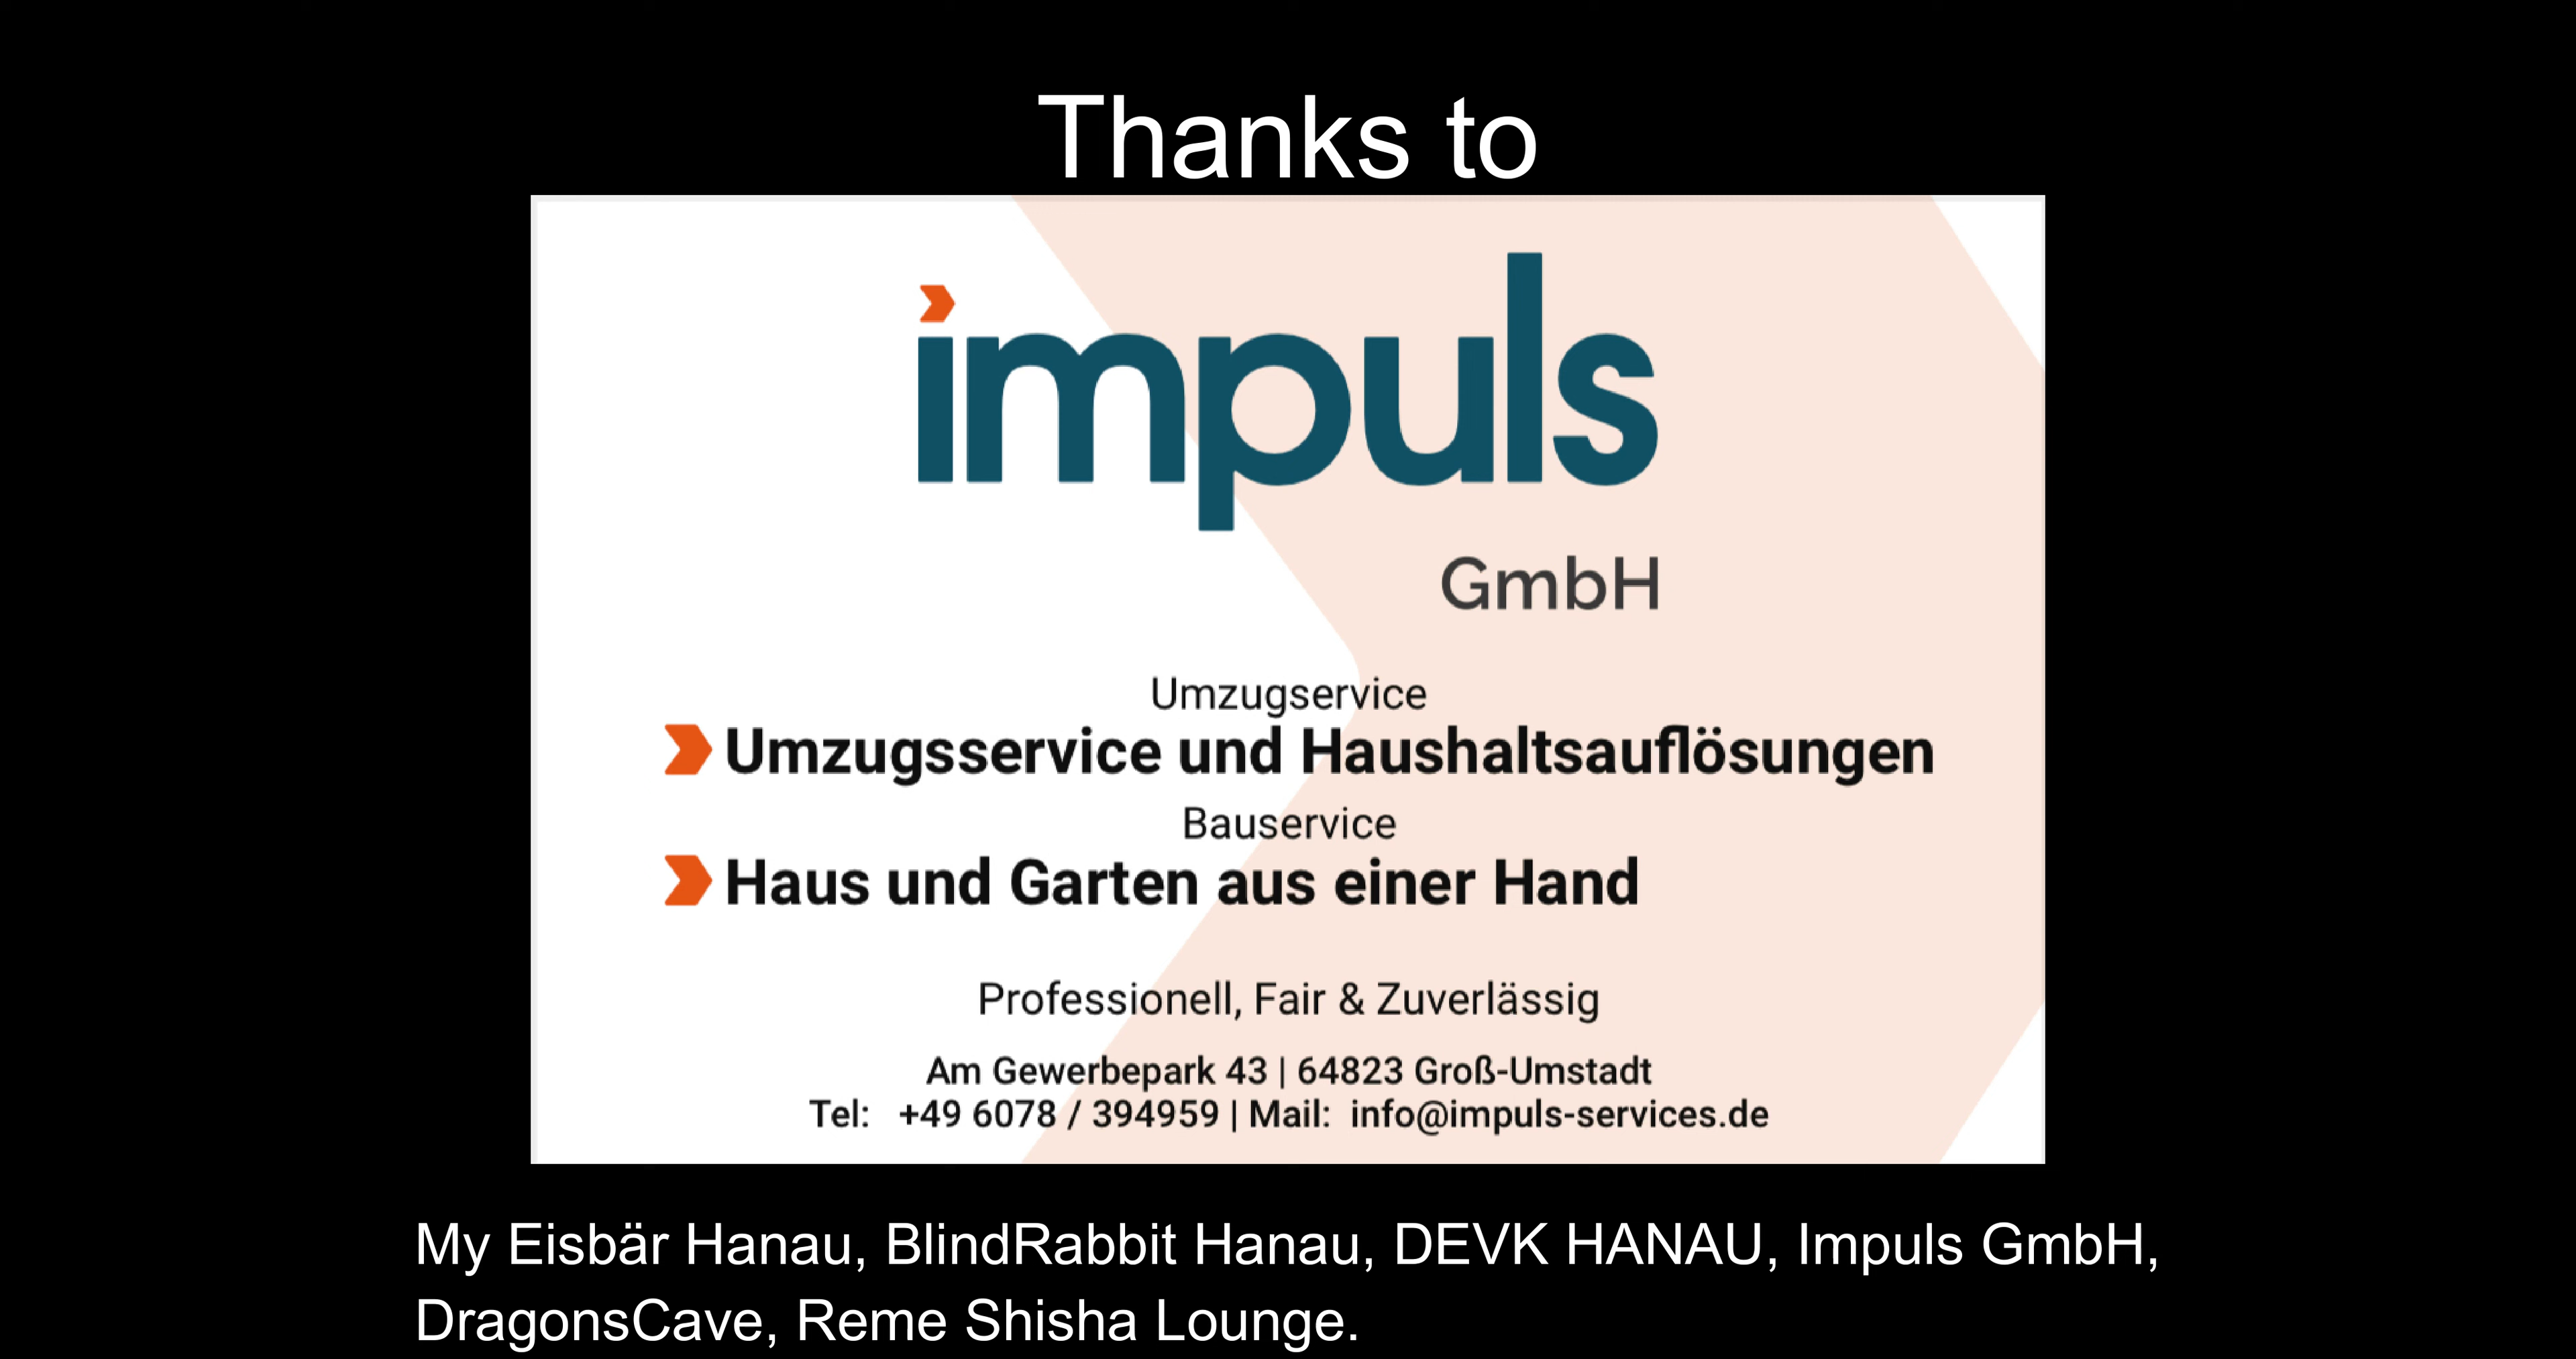 Thanks to
impuls
GmbH
Umzugservice
Umzugsservice und Haushaltsauflösungen
Bauservice
Haus und Garten aus einer Hand
Professionell, Fair & Zuverlässig
Am Gewerbepark 43 | 64823 Groß-Umstadt
Tel: +49 6078 / 394959 | Mail: info@impuls-services.de
My Eisbär Hanau, BlindRabbit Hanau, DEVK HANAU, Impuls GmbH,
DragonsCave, Reme Shisha Lounge.